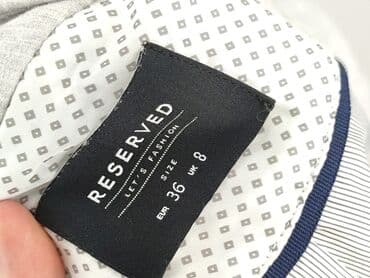 RESERVED
LET'S FASHION
SIZE
EUR 36 UK 8